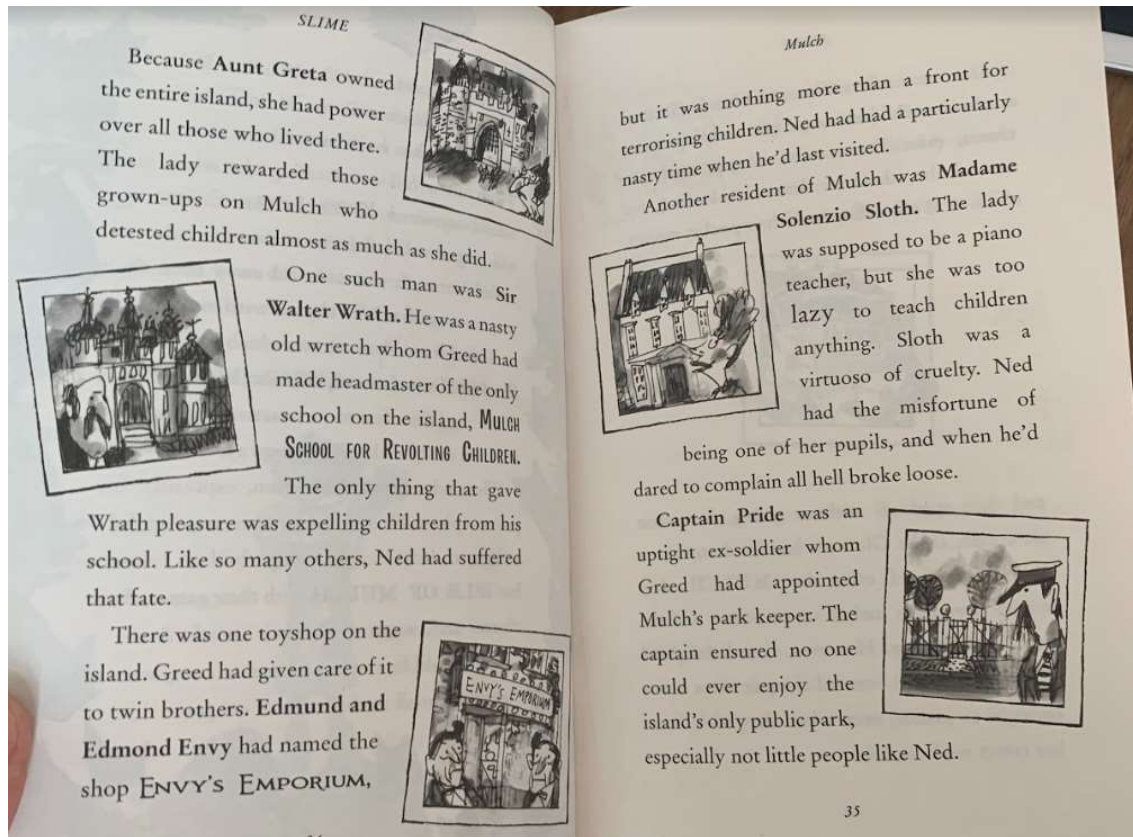 SLIME
Because Aunt Greta owned
the entire island, she had power
over all those who lived there.
The lady rewarded those
grown-ups on Mulch who
detested children almost as much as she did.
One such man was Sir
Walter Wrath. He was a nasty
old wretch whom Greed had
made headmaster of the only
school on the island, MULCH
SCHOOL FOR REVOLTING CHILDREN.
The only thing that gave
Wrath pleasure was expelling children from his
school. Like so many others, Ned had suffered
that fate.
There was one toyshop on the
island. Greed had given care of it
to twin brothers. Edmund and
Edmond Envy had named the
shop ENVY'S EMPORIUM,
ENVY'S EMPORIUM
Mulch
but it was nothing more than a front for
terrorising children. Ned had had a particularly
nasty time when he'd last visited.
Another resident of Mulch was Madame
Solenzio Sloth. The lady
was supposed to be a piano
teacher, but she was too
lazy to teach children
anything. Sloth was a
virtuoso of cruelty. Ned
had the misfortune of
being one of her pupils, and when he'd
dared to complain all hell broke loose.
Captain Pride was an
uptight ex-soldier whom
Greed had appointed
Mulch's park keeper. The
captain ensured no one
could ever enjoy the
island's only public park,
especially not little people like Ned.
35